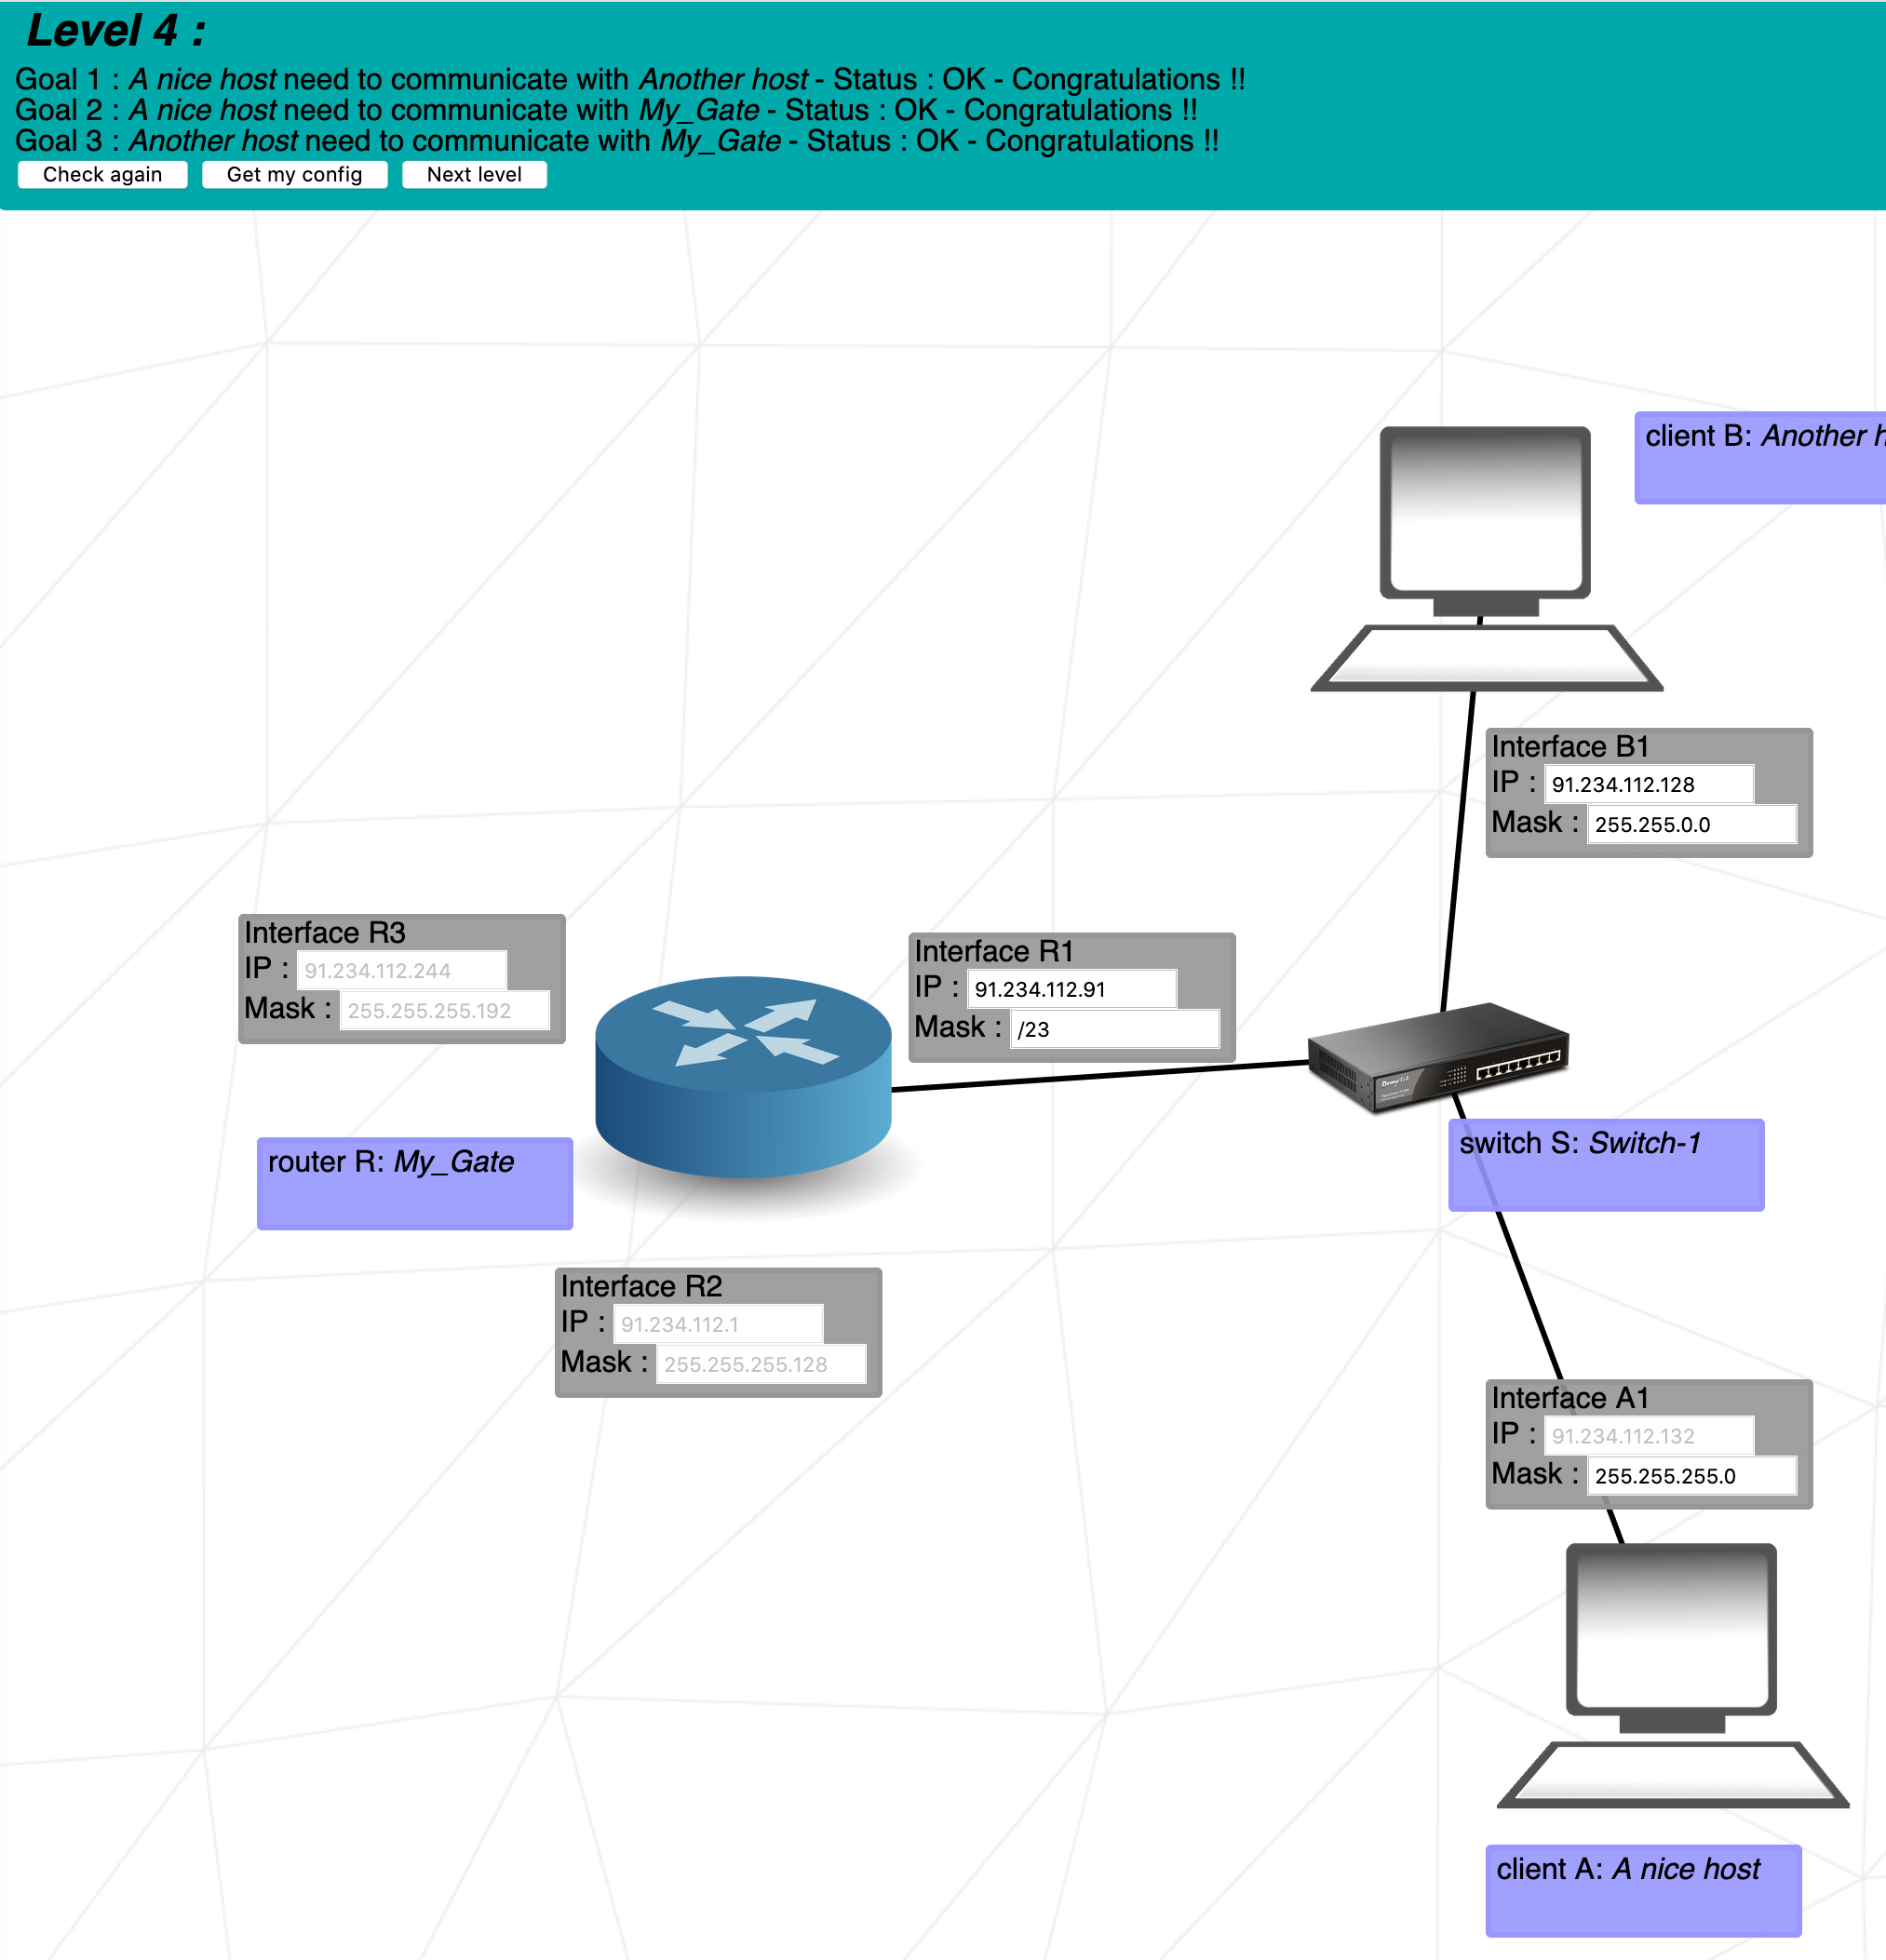 Level 4 :
Goal 1 : A nice host need to communicate with Another host - Status : OK - Congratulations !!
Goal 2 : A nice host need to communicate with My_Gate - Status : OK - Congratulations !!
Goal 3 : Another host need to communicate with My_Gate - Status : OK - Congratulations !!
Check again Get my config Next level
client B: Another h
Interface B1
IP : 91.234.112.128
Mask : 255.255.0.0
Interface R3
IP : 91.234.112.244
Mask : 255.255.255.192
Interface R1
IP : 91.234.112.91
Mask : /23
router R: My_Gate
switch S: Switch-1
Interface R2
IP : 91.234.112.1
Mask : 255.255.255.128
Interface A1
IP : 91.234.112.132
Mask : 255.255.255.0
client A: A nice host